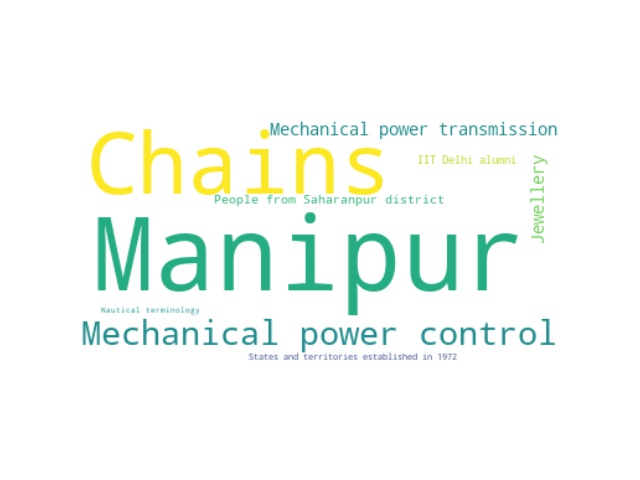 Mechanical power transmission
Chains
IIT Delhi alumni
Jewellery
People from Saharanpur district
Manipur
Nautical terminology
Mechanical power control
States and territories established in 1972